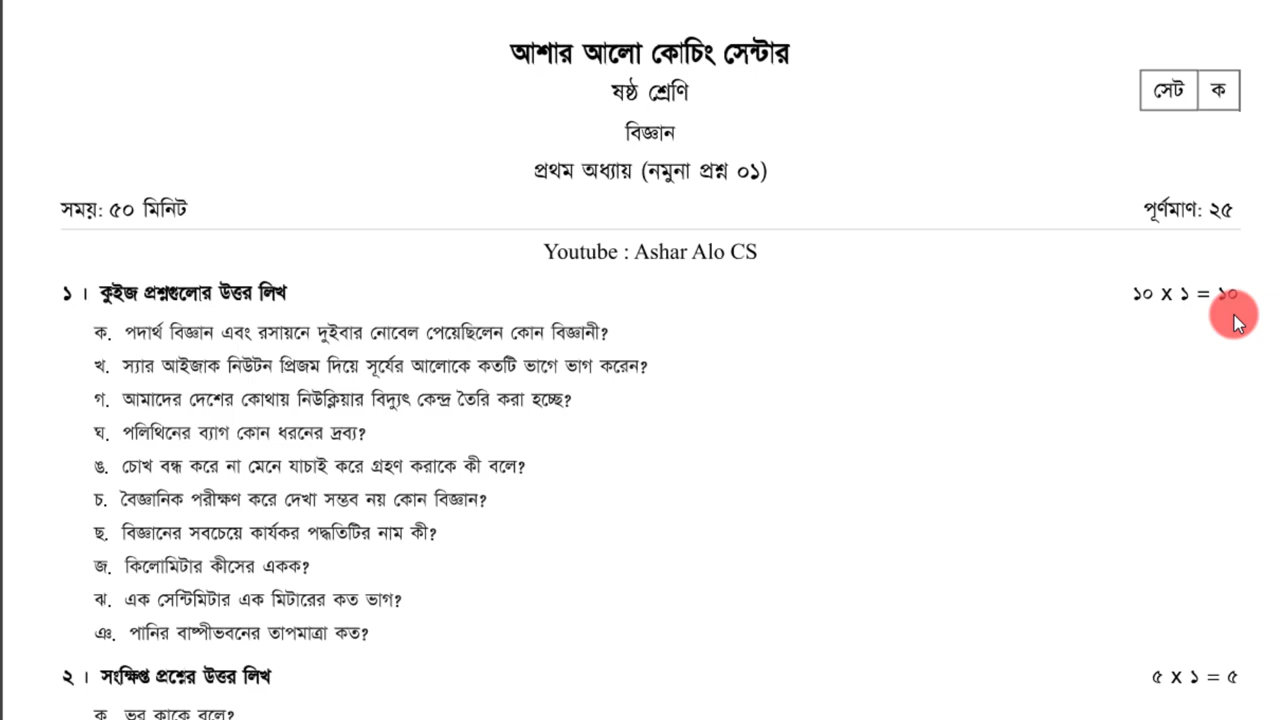 আশার আলো কোচিং সেন্টার
ষষ্ঠ শ্রেণি
সেট ক
বিজ্ঞান
প্রথম অধ্যায় (নমুনা প্রশ্ন ০১)
সময়: ৫০ মিনিট পূর্ণমাণ: ২৫
Youtube : Ashar Alo CS
১। কুইজ প্রশ্নগুলোর উত্তর লিখ ১০ x ১ = ১০
ক. পদার্থ বিজ্ঞান এবং রসায়নে দুইবার নোবেল পেয়েছিলেন কোন বিজ্ঞানী?
খ. স্যার আইজাক নিউটন প্রিজম দিয়ে সূর্যের আলোকে কতটি ভাগে ভাগ করেন?
গ. আমাদের দেশের কোথায় নিউক্লিয়ার বিদ্যুৎ কেন্দ্র তৈরি করা হচ্ছে?
ঘ. পলিথিনের ব্যাগ কোন ধরনের দ্রব্য?
ঙ. চোখ বন্ধ করে না মেনে যাচাই করে গ্রহণ করাকে কী বলে?
চ. বৈজ্ঞানিক পরীক্ষণ করে দেখা সম্ভব নয় কোন বিজ্ঞান?
ছ. বিজ্ঞানের সবচেয়ে কার্যকর পদ্ধতিটির নাম কী?
জ. কিলোমিটার কীসের একক?
ঝ. এক সেন্টিমিটার এক মিটারের কত ভাগ?
ঞ. পানির বাষ্পীভবনের তাপমাত্রা কত?
২। সংক্ষিপ্ত প্রশ্নের উত্তর লিখ ৫ x ১ = ৫
ক. ভর কাকে বলে?